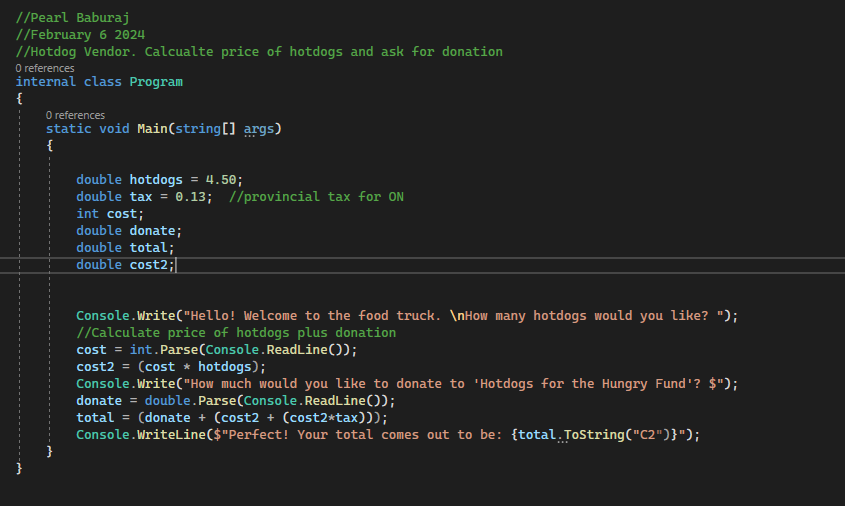 //Pearl Baburaj
//February 6 2024
//Hotdog Vendor. Calcualte price of hotdogs and ask for donation
0 references
internal class Program
{
0 references
static void Main(string[] args)
{
double hotdogs = 4.50;
double tax = 0.13;  //provincial tax for ON
int cost;
double donate;
double total;
double cost2;
Console.Write("Hello! Welcome to the food truck. \nHow many hotdogs would you like? ");
//Calculate price of hotdogs plus donation
cost = int.Parse(Console.ReadLine());
cost2 = (cost * hotdogs);
Console.Write("How much would you like to donate to 'Hotdogs for the Hungry Fund'? $");
donate = double.Parse(Console.ReadLine());
total = (donate + (cost2 + (cost2*tax)));
Console.WriteLine($"Perfect! Your total comes out to be: {total.ToString("C2")}");
}
}